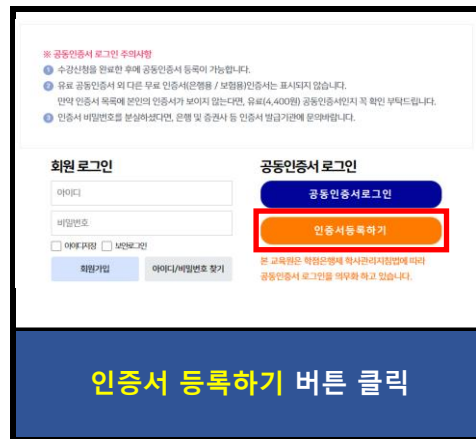 ※ 공동인증서 로그인 주의사항
1 수강신청을 완료한 후에 공동인증서 등록이 가능합니다.
2 유료 공동인증서 외 다른 무료 인증서(은행용 / 보험용)인증서는 표시되지 않습니다.
만약 인증서 목록에 본인의 인증서가 보이지 않는다면, 유료(4,400원) 공동인증서인지 꼭 확인 부탁드립니다.
3 인증서 비밀번호를 분실하셨다면, 은행 및 증권사 등 인증서 발급기관에 문의바랍니다.
회원 로그인
아이디
비밀번호
아이디저장 보안로그인
회원가입 아이디/비밀번호 찾기
공동인증서 로그인
공동인증서로그인
인증서등록하기
본 교육원은 학점은행제 학사관리지침법에 따라
공동인증서 로그인을 의무화 하고 있습니다.
인증서 등록하기 버튼 클릭